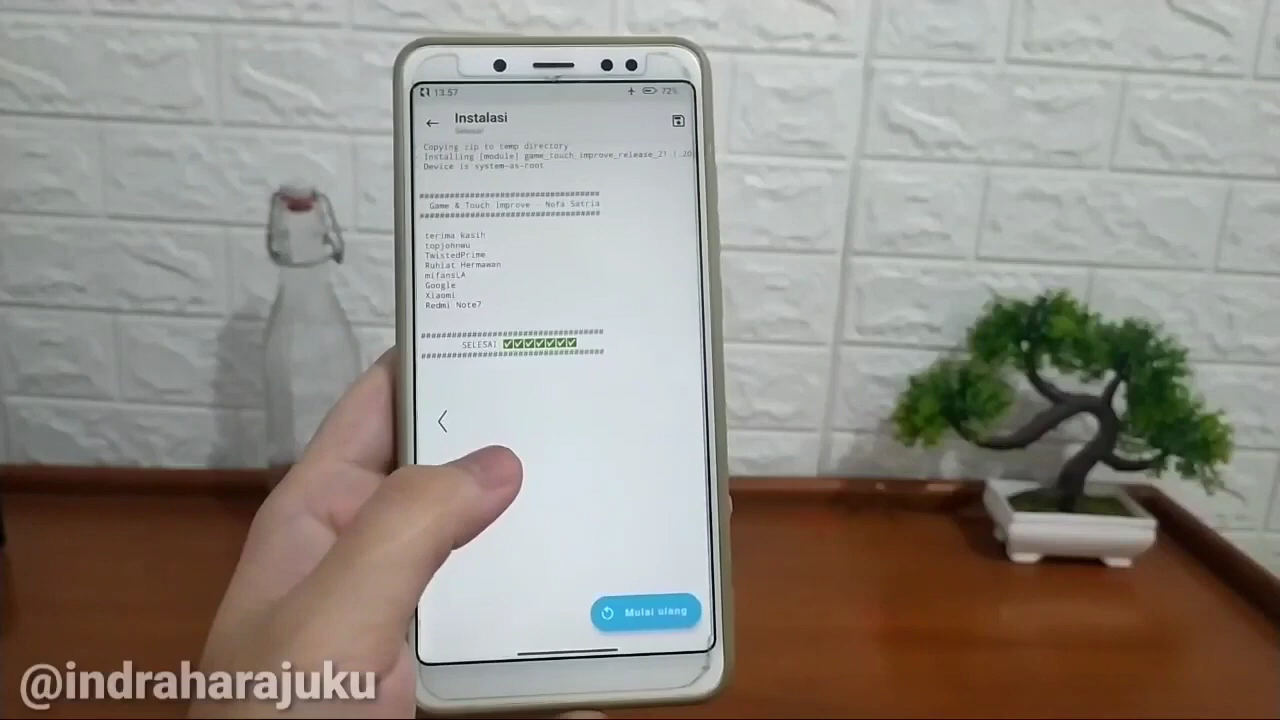 13.57
72%
Instalasi
Selesai
Copying zip to temp directory
Installing [module] game_touch_improve_release_21
Device is system-as-root
##################################
Game & Touch Improve   Nofa Satria
##################################
terima kasih
topjohnwu
TwistedPrime
Ruhiat Hermawan
mifansLA
Google
Xiaomi
Redmi Note7
##################################
SELESAI ✅✅✅✅✅✅✅
##################################
Mulai ulang
@indraharajuku